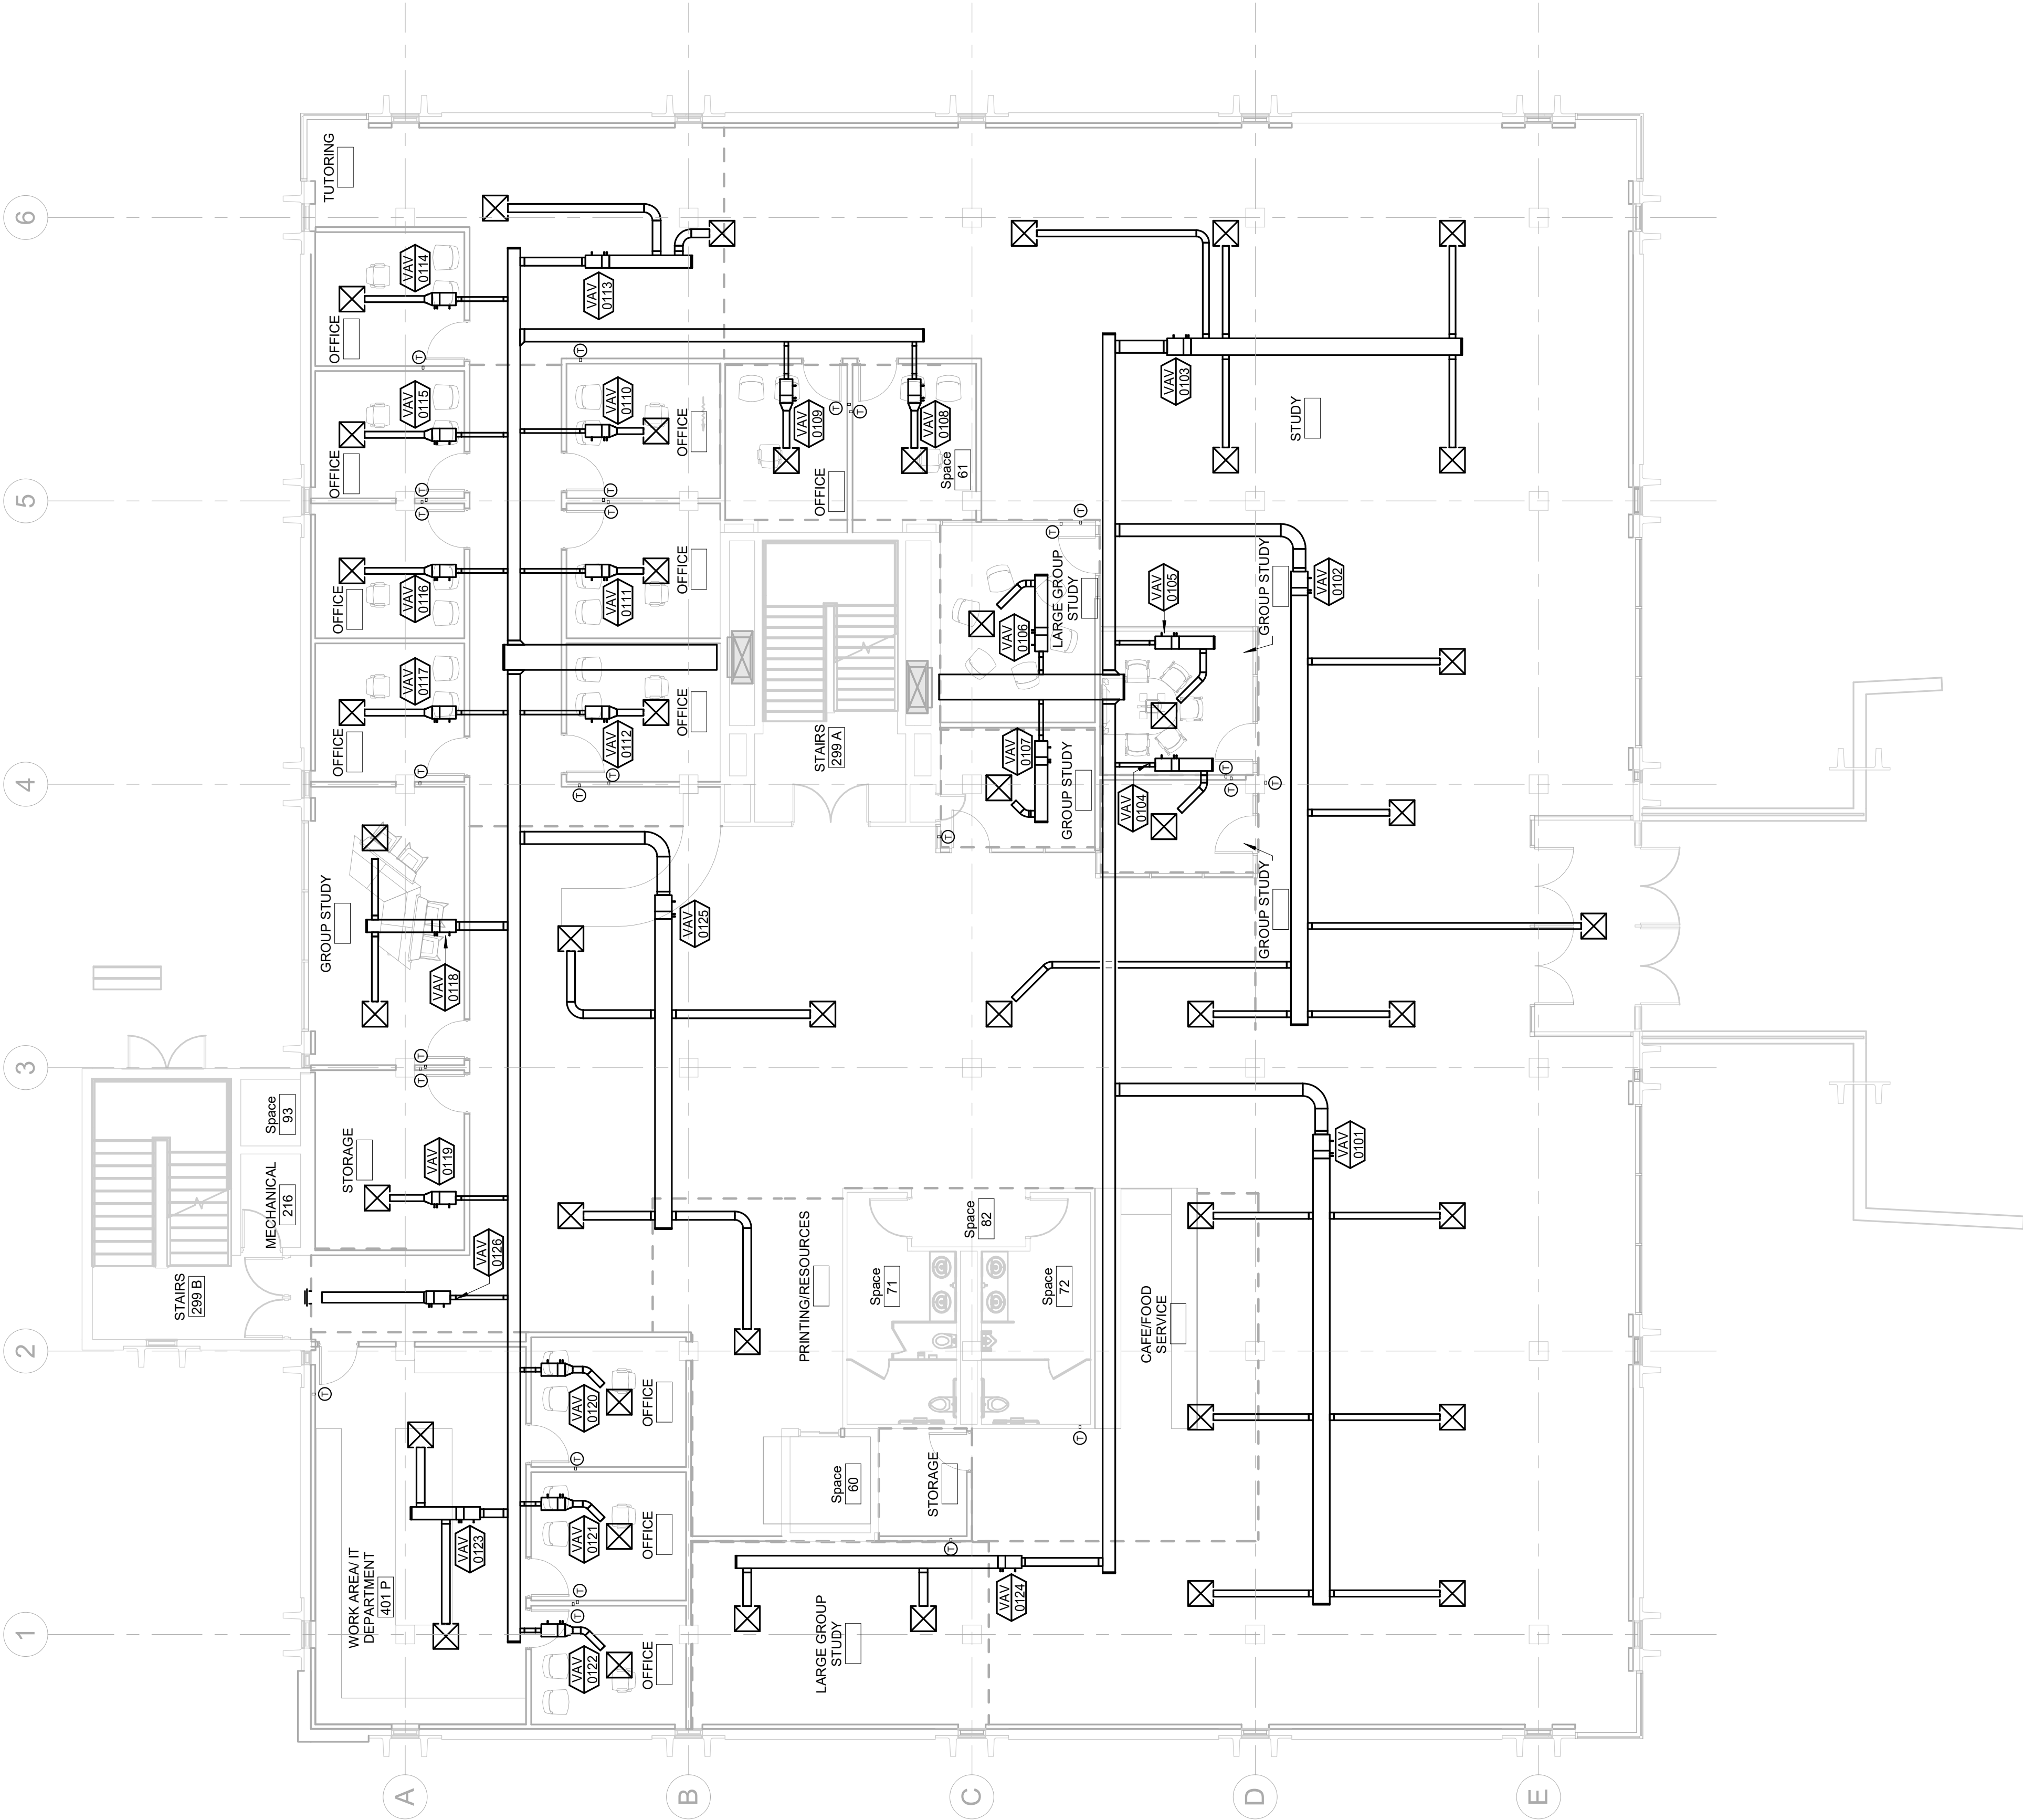 6
5
4
3
2
1
A
B
C
D
E
TUTORING
OFFICE
VAV
0114
T
VAV
0113
OFFICE
VAV
0115
T
T
VAV
0110
OFFICE
T
T
VAV
0109
OFFICE
T
VAV
0108
Space
61
T
VAV
0103
STUDY
OFFICE
VAV
0116
T
VAV
0111
OFFICE
T
LARGE GROUP
STUDY
VAV
0106
T
T
VAV
0105
GROUP STUDY
VAV
0102
OFFICE
VAV
0117
T
VAV
0112
OFFICE
T
T
STAIRS
299 A
VAV
0107
GROUP STUDY
T
VAV
0104
T
T
T
GROUP STUDY
GROUP STUDY
VAV
0118
T
VAV
0125
Space
93
MECHANICAL
216
STAIRS
299 B
STORAGE
VAV
0119
T
VAV
0126
PRINTING/RESOURCES
Space
71
Space
82
Space
72
CAFE/FOOD
SERVICE
VAV
0101
T
WORK AREA/ IT
DEPARTMENT
401 P
VAV
0123
VAV
0120
OFFICE
T
VAV
0121
OFFICE
T
T
VAV
0122
OFFICE
Space
60
STORAGE
T
T
LARGE GROUP
STUDY
VAV
0124